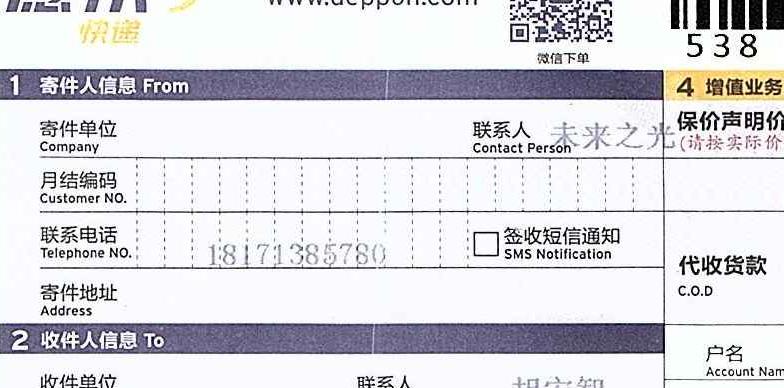 www.deppon.com
快递
微信下单
538
1 寄件人信息 From
4 增值业务
寄件单位
Company
联系人 未来之光
Contact Person
保价声明价
(请按实际价
月结编码
Customer NO.
联系电话
Telephone NO.
18171385780
签收短信通知
SMS Notification
代收货款
C.O.D
寄件地址
Address
2 收件人信息 To
户名
Account Nam
收件单位
联系人